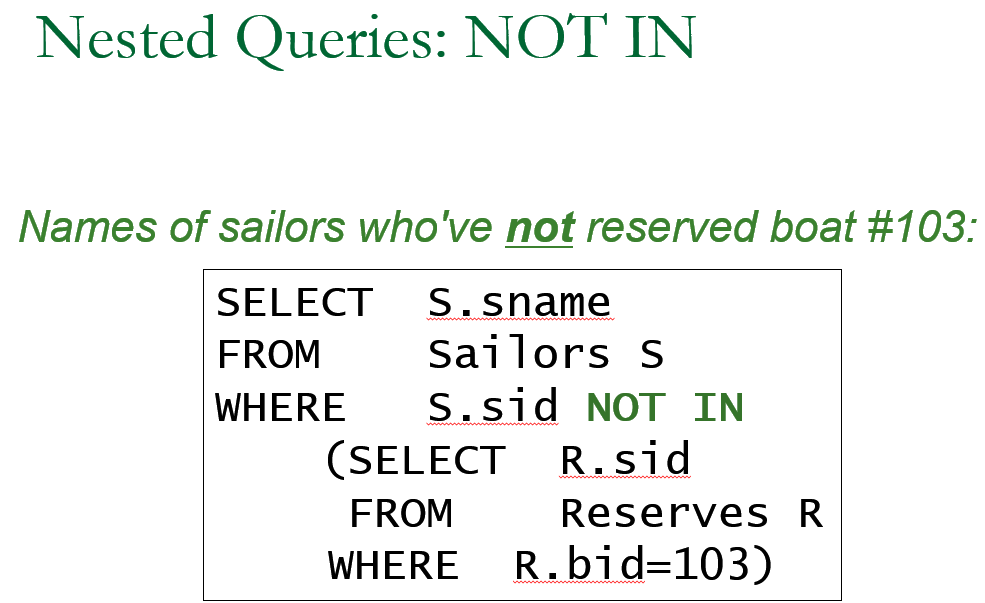 Nested Queries: NOT IN
Names of sailors who've not reserved boat #103:
SELECT S.sname
FROM Sailors S
WHERE S.sid NOT IN
(SELECT R.sid
FROM Reserves R
WHERE R.bid=103)